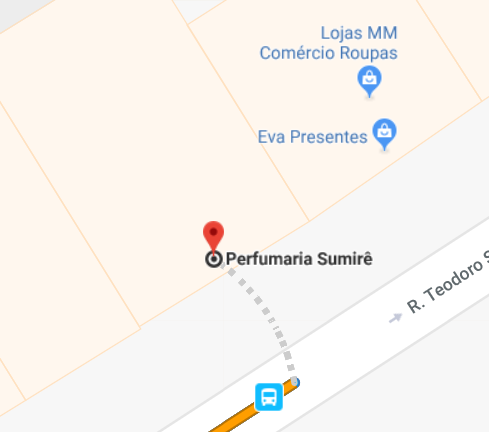 Lojas MM
Comércio Roupas
Eva Presentes
Perfumaria Sumirê
R. Teodoro